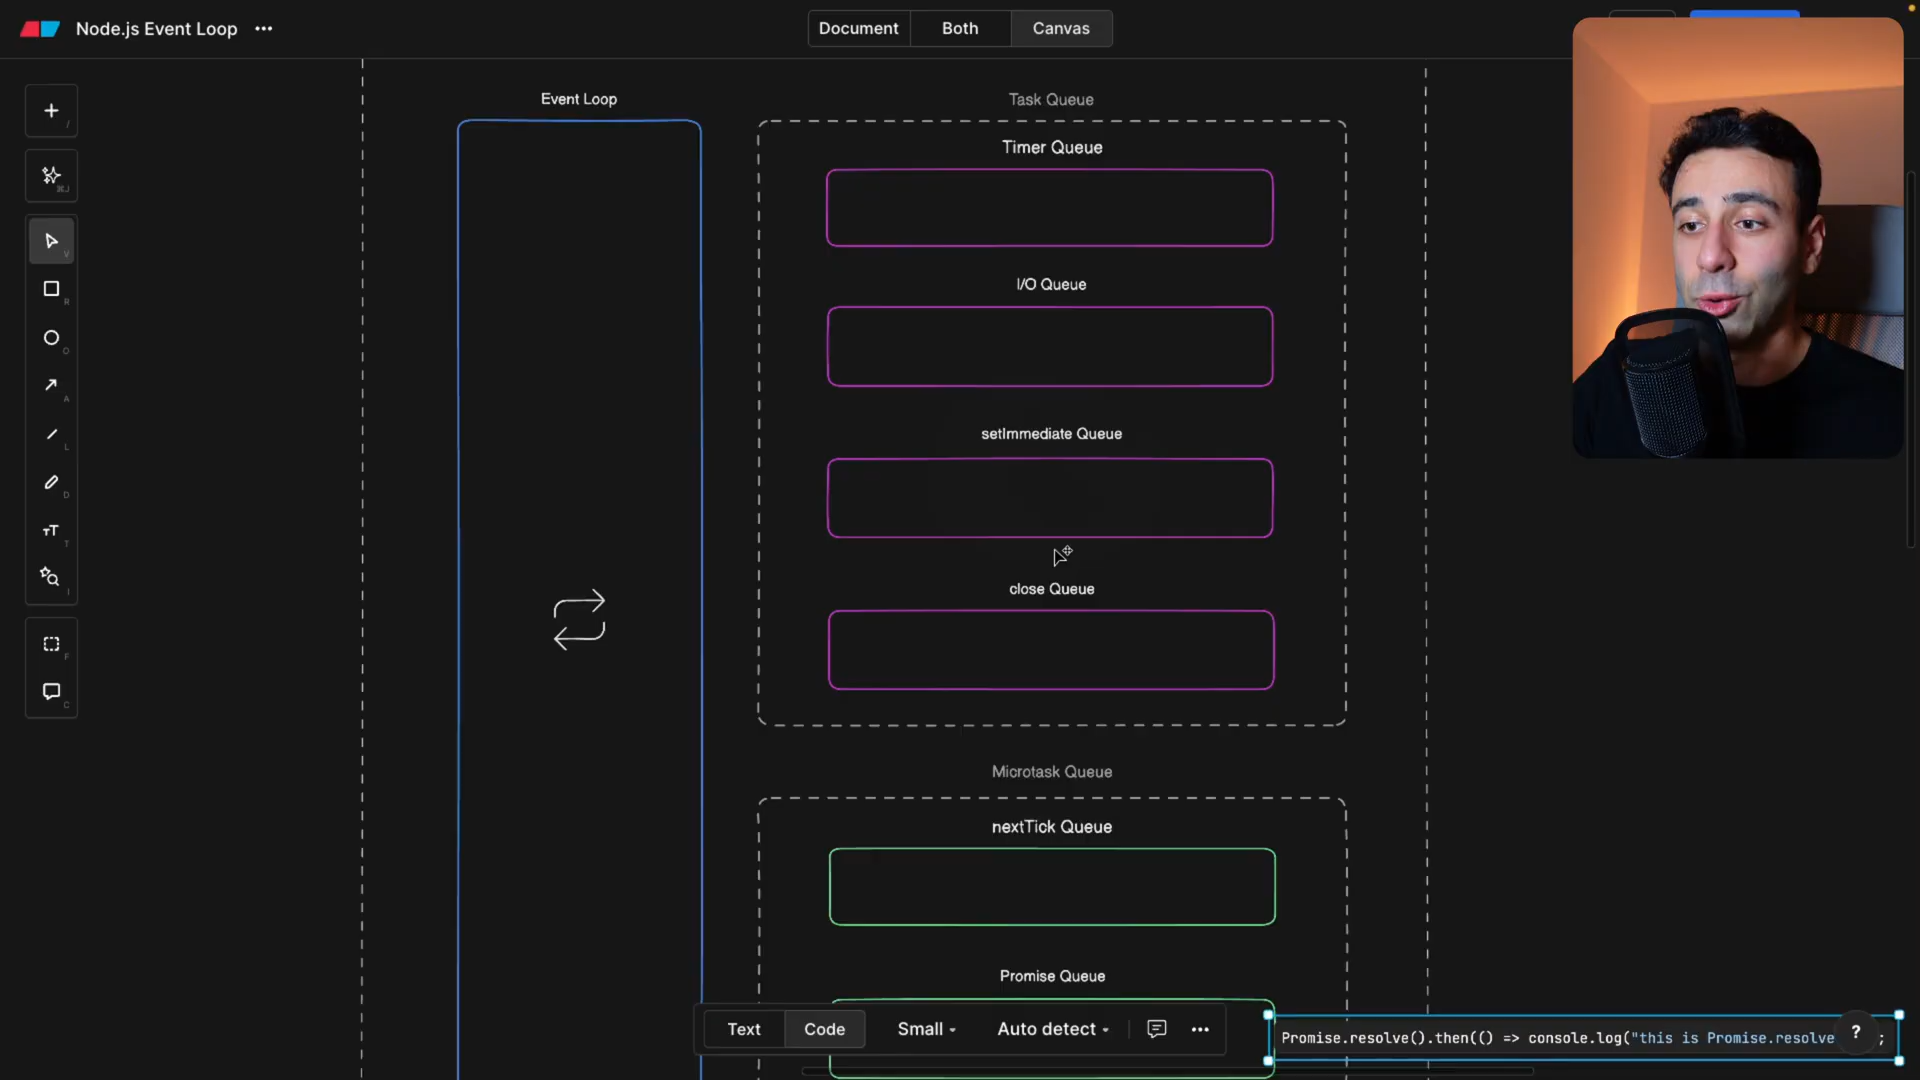 Node.js Event Loop
Document
Both
Canvas
Event Loop
Task Queue
Timer Queue
I/O Queue
setImmediate Queue
close Queue
Microtask Queue
nextTick Queue
Promise Queue
Text
Code
Small
Auto detect
Promise.resolve().then(() => console.log("this is Promise.resolve
?
;
/
⌘J
V
R
O
A
L
D
T
I
F
C